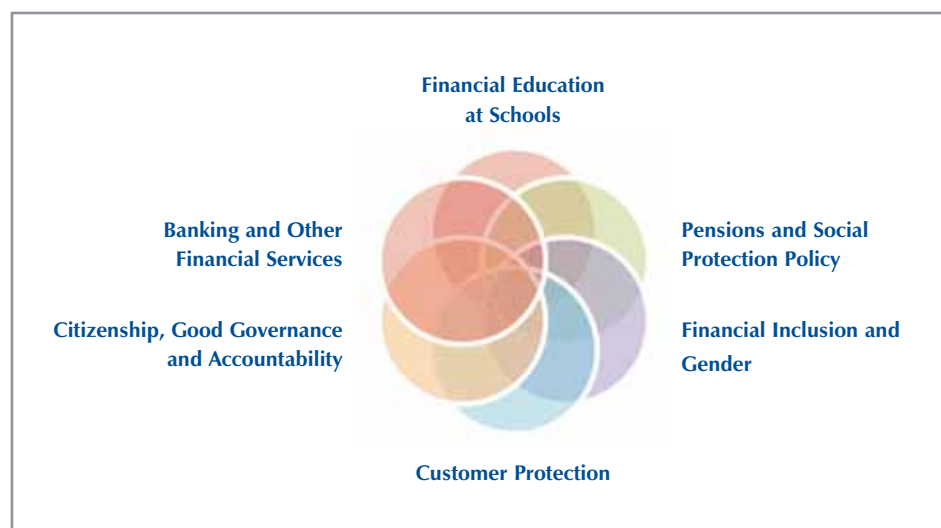 Financial Education
at Schools
Banking and Other
Financial Services
Pensions and Social
Protection Policy
Citizenship, Good Governance
and Accountability
Financial Inclusion and
Gender
Customer Protection